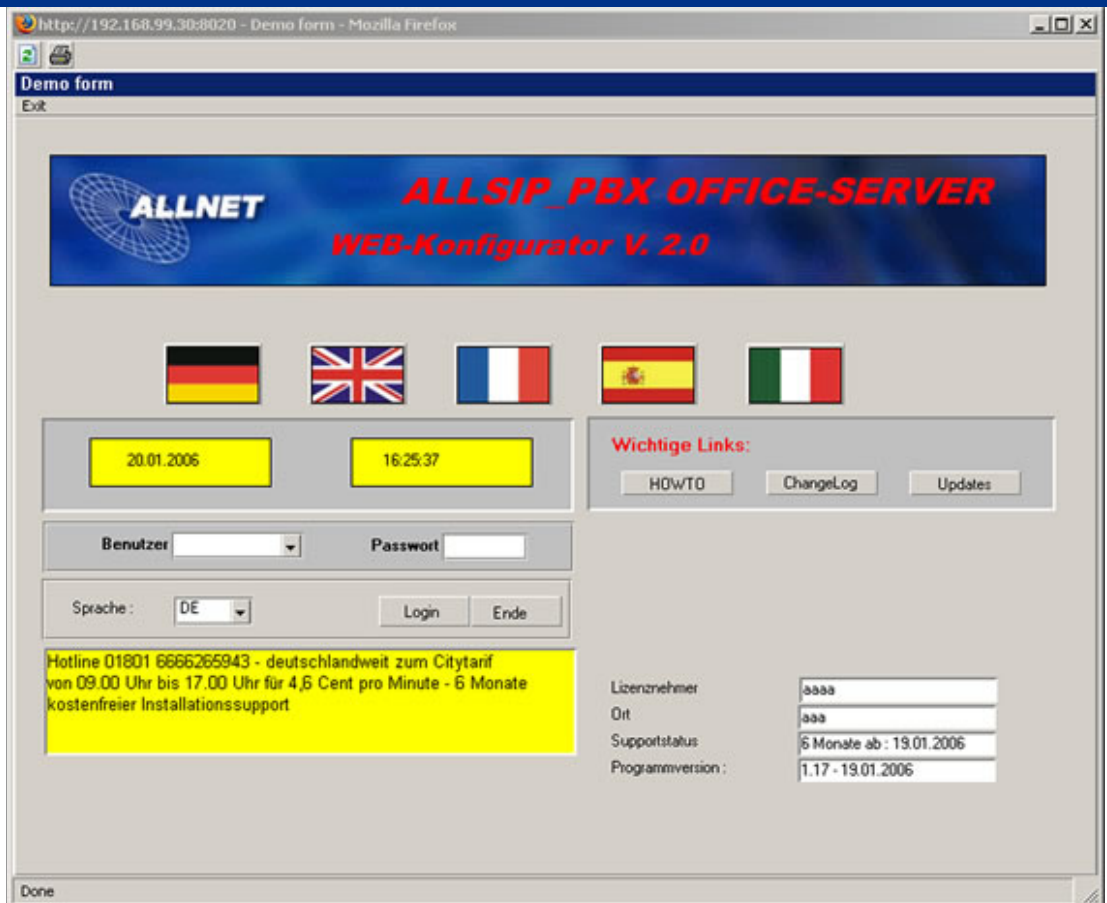 http://192.168.99.30:8020 - Demo form - Mozilla Firefox
Demo form
Exit
ALLNET
ALLSIP_PBX OFFICE-SERVER
WEB-Konfigurator V. 2.0
20.01.2006
16:25:37
Wichtige Links:
HOWTO
ChangeLog
Updates
Benutzer
Passwort
Sprache :
DE
Login
Ende
Hotline 01801 6666265943 - deutschlandweit zum Citytarif
von 09.00 Uhr bis 17.00 Uhr für 4,6 Cent pro Minute - 6 Monate
kostenfreier Installationssupport
Lizenznehmer
aaaa
Ort
aaa
Supportstatus
6 Monate ab : 19.01.2006
Programmversion :
1.17 - 19.01.2006
Done